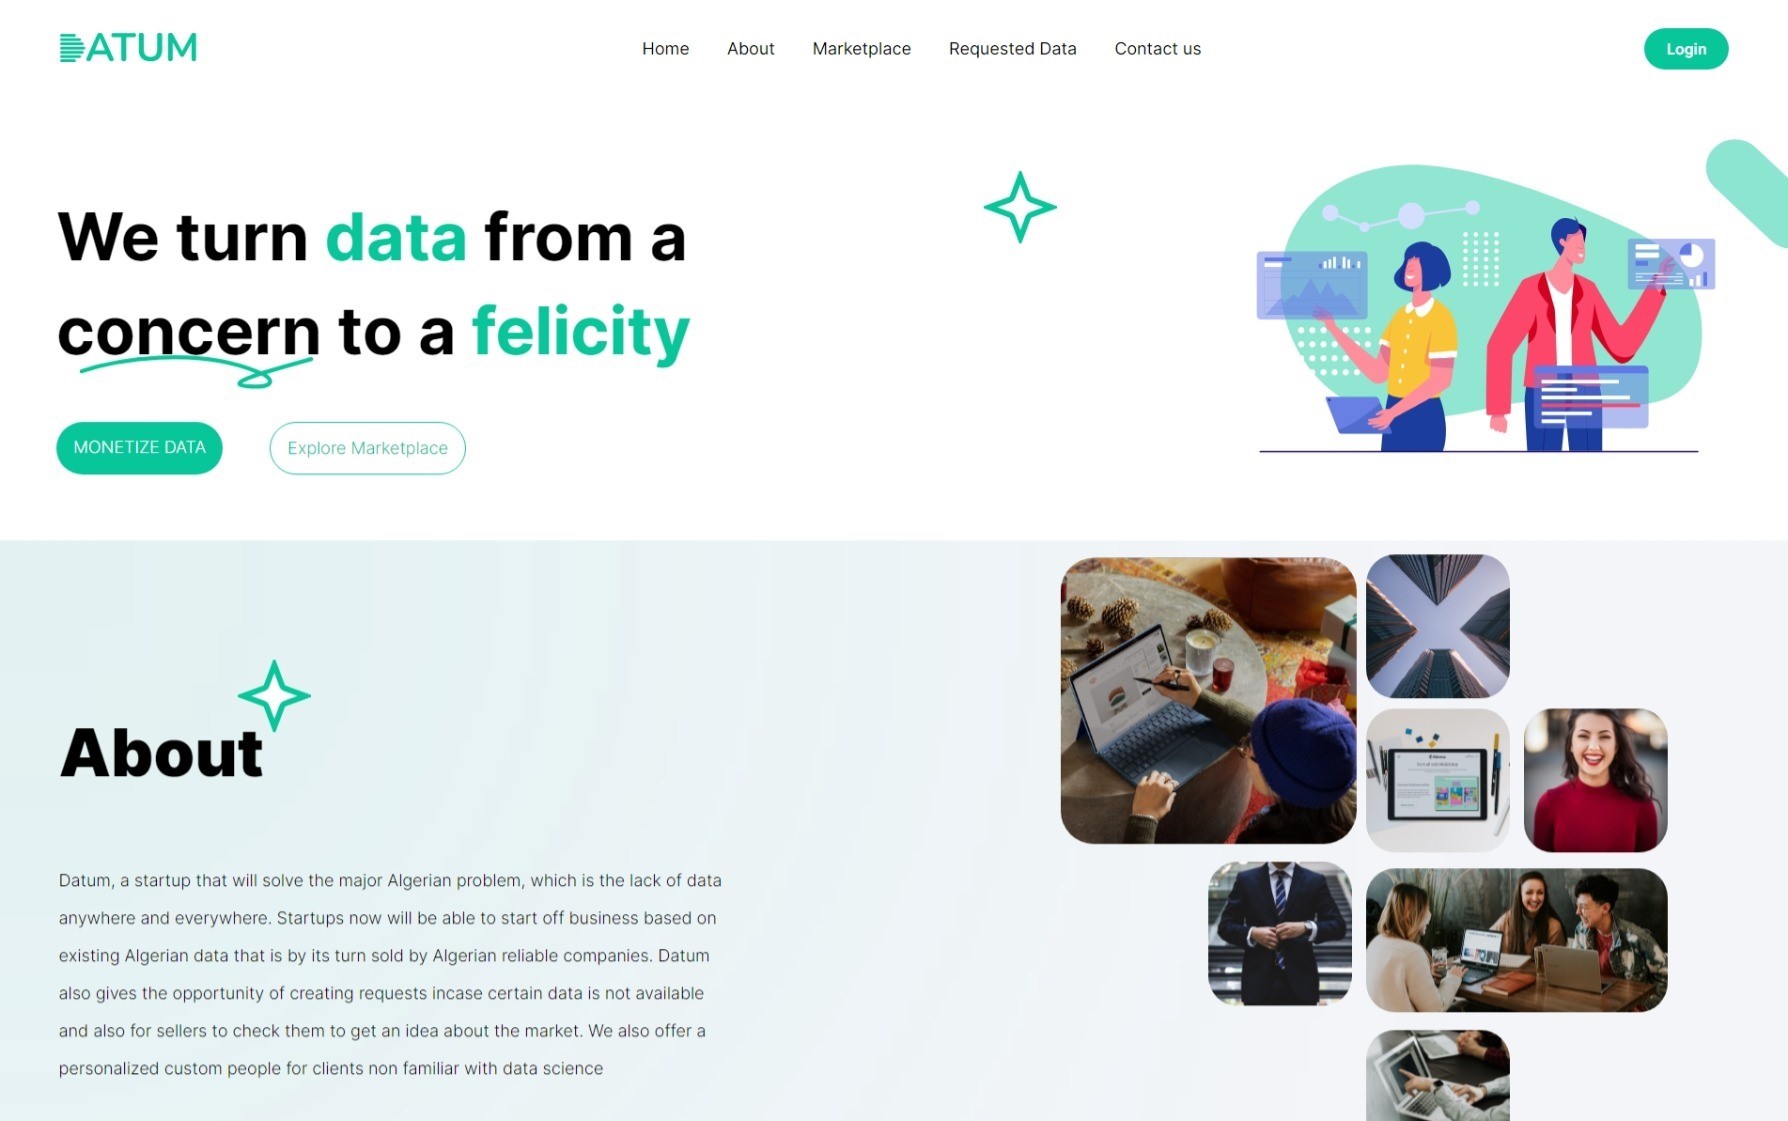 DATUM
Home
About
Marketplace
Requested Data
Contact us
Login
We turn data from a
concern to a felicity
MONETIZE DATA
Explore Marketplace
About
Datum, a startup that will solve the major Algerian problem, which is the lack of data
anywhere and everywhere. Startups now will be able to start off business based on
existing Algerian data that is by its turn sold by Algerian reliable companies. Datum
also gives the opportunity of creating requests incase certain data is not available
and also for sellers to check them to get an idea about the market. We also offer a
personalized custom people for clients non familiar with data science